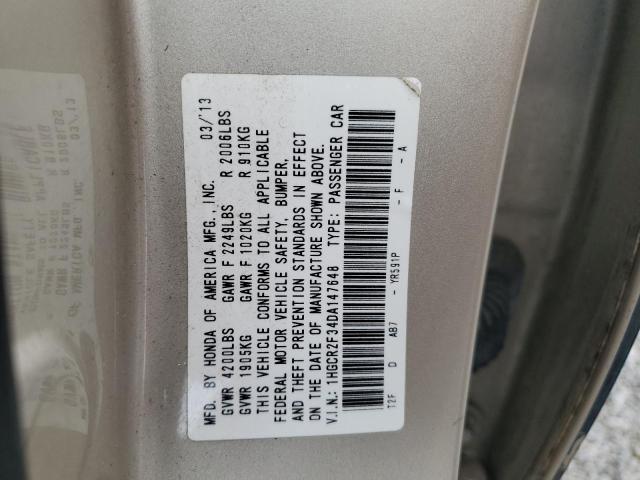 MFD. BY HONDA OF AMERICA MFG., INC. 03/13
GVWR 4200LBS GAWR F 2249LBS R 2006LBS
GVWR 1905KG GAWR F 1020KG R 910KG
THIS VEHICLE CONFORMS TO ALL APPLICABLE
FEDERAL MOTOR VEHICLE SAFETY, BUMPER,
AND THEFT PREVENTION STANDARDS IN EFFECT
ON THE DATE OF MANUFACTURE SHOWN ABOVE.
V.I.N.: 1HGCR2F34DA147648 TYPE: PASSENGER CAR
T2F D AB7 - YR591P - F - A